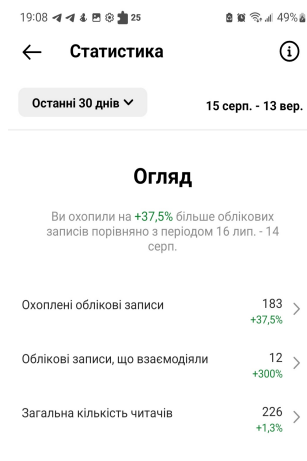 19:08 25 49%
Статистика
Останні 30 днів 15 серп. - 13 вер.
Огляд
Ви охопили на +37,5% більше облікових
записів порівняно з періодом 16 лип. - 14
серп.
Охоплені облікові записи 183
+37,5%
Облікові записи, що взаємодіяли 12
+300%
Загальна кількість читачів 226
+1,3%